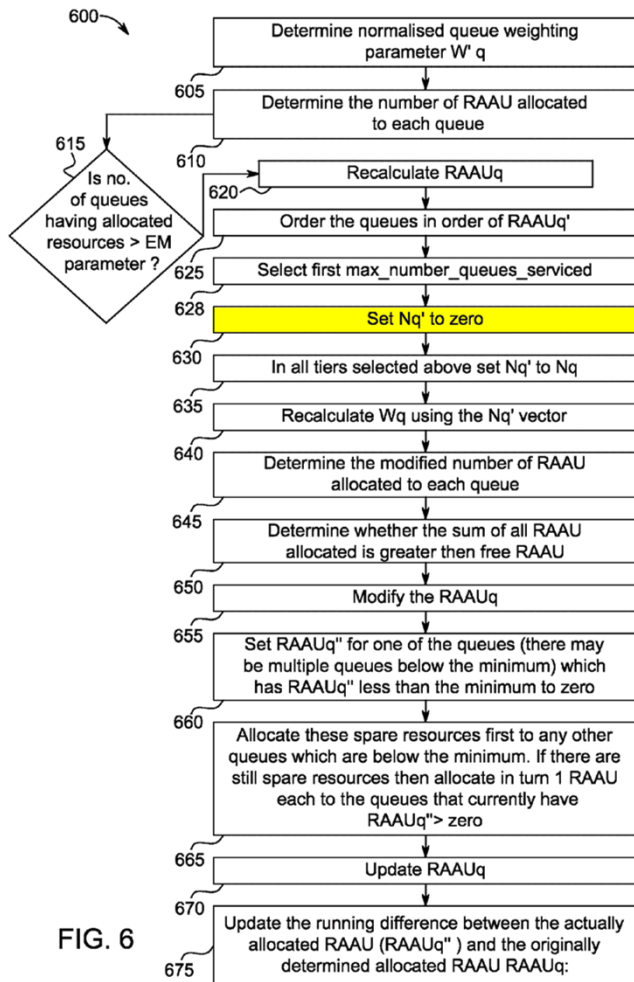 600
Determine normalised queue weighting
parameter W' q
605
Determine the number of RAAU allocated
to each queue
610
615
Is no.
of queues
having allocated
resources > EM
parameter ?
Recalculate RAAUq
620
Order the queues in order of RAAUq'
625
Select first max_number_queues_serviced
628
Set Nq' to zero
630
In all tiers selected above set Nq' to Nq
635
Recalculate Wq using the Nq' vector
640
Determine the modified number of RAAU
allocated to each queue
645
Determine whether the sum of all RAAU
allocated is greater then free RAAU
650
Modify the RAAUq
655
Set RAAUq" for one of the queues (there may
be multiple queues below the minimum) which
has RAAUq" less than the minimum to zero
660
Allocate these spare resources first to any other
queues which are below the minimum. If there are
still spare resources then allocate in turn 1 RAAU
each to the queues that currently have
RAAUq"> zero
665
Update RAAUq
670
Update the running difference between the actually
allocated RAAU (RAAUq" ) and the originally
determined allocated RAAU RAAUq:
675
FIG. 6